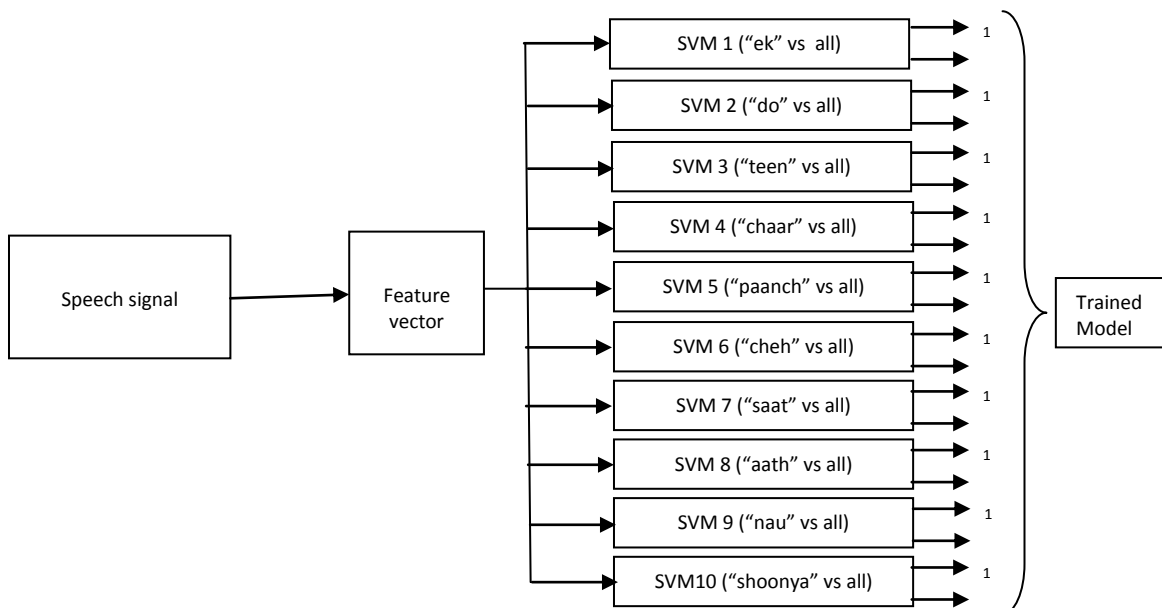 SVM 1 (“ek” vs  all)
1
SVM 2 (“do” vs all)
1
SVM 3 (“teen” vs all)
1
SVM 4 (“chaar” vs all)
1
Speech signal
Feature
vector
SVM 5 (“paanch” vs all)
1
Trained
Model
SVM 6 (“cheh” vs all)
1
SVM 7 (“saat” vs all)
1
SVM 8 (“aath” vs all)
1
SVM 9 (“nau” vs all)
1
SVM10 (“shoonya” vs all)
1